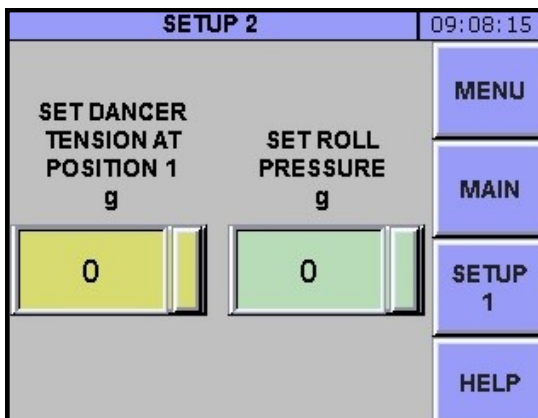 SETUP 2
09:08:15
SET DANCER
TENSION AT
POSITION 1
g
0
SET ROLL
PRESSURE
g
0
MENU
MAIN
SETUP
1
HELP